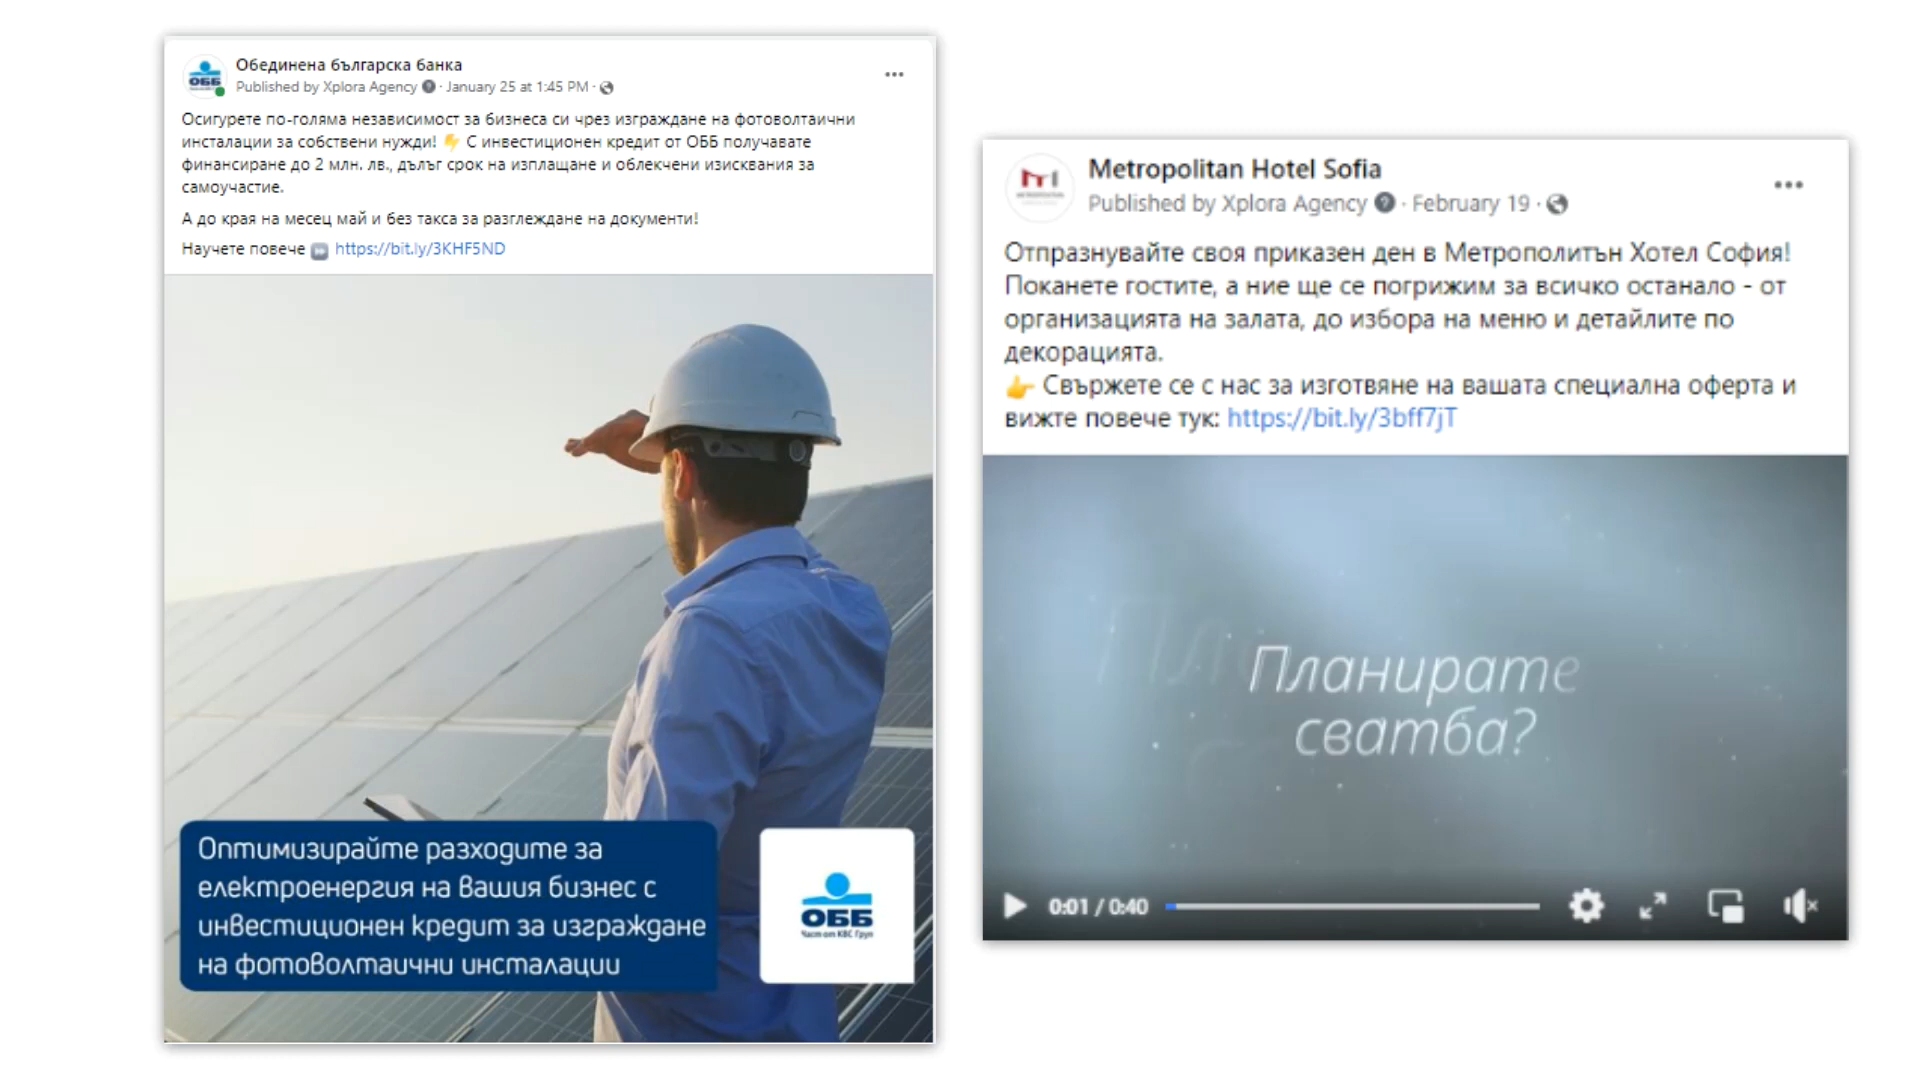 Обединена българска банка
Published by Xplora Agency · January 25 at 1:45 PM ·
Осигурете по-голяма независимост за бизнеса си чрез изграждане на фотоволтаични
инсталации за собствени нужди! 👇 С инвестиционен кредит от ОББ получавате
финансиране до 2 млн. лв., дълъг срок на изплащане и облекчени изисквания за
самоучастие.
А до края на месец май и без такса за разглеждане на документи!
Научете повече ➡️ https://bit.ly/3KHF5ND
Оптимизирайте разходите за
електроенергия на Вашия бизнес с
инвестиционен кредит за изграждане
на фотоволтаични инсталации
ОББ
Част от KBC Груп
Metropolitan Hotel Sofia
Published by Xplora Agency · February 19 ·
Отпразнувайте своя приказен ден в Метрополитън Хотел София!
Поканете гостите, а ние ще се погрижим за всичко останало - от
организацията на залата, до избора на меню и детайлите по
декорацията.
👉 Свържете се с нас за изготвяне на вашата специална оферта и
вижте повече тук: https://bit.ly/3bff7jT
Планирате
сватба?
0:01 / 0:40